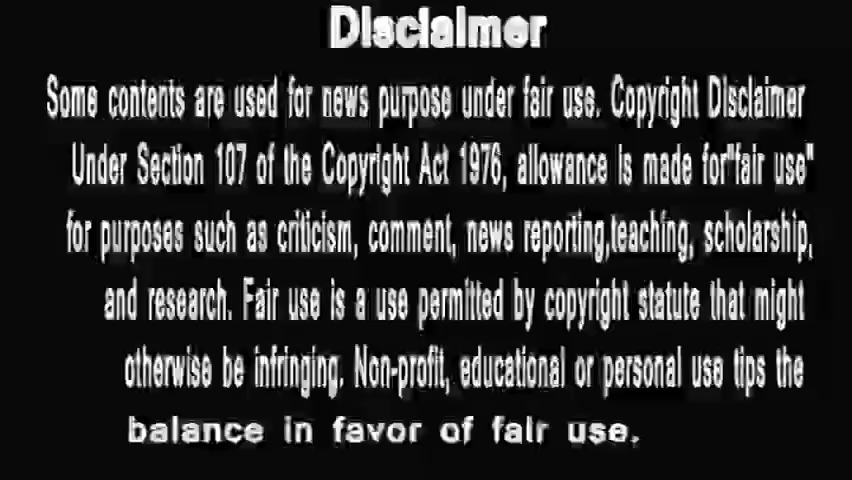 Disclaimer
Some contents are used for news purpose under fair use. Copyright Disclaimer
Under Section 107 of the Copyright Act 1976, allowance is made for"fair use"
for purposes such as criticism, comment, news reporting,teaching, scholarship,
and research. Fair use is a use permitted by copyright statute that might
otherwise be infringing. Non-profit, educational or personal use tips the
balance in favor of fair use.